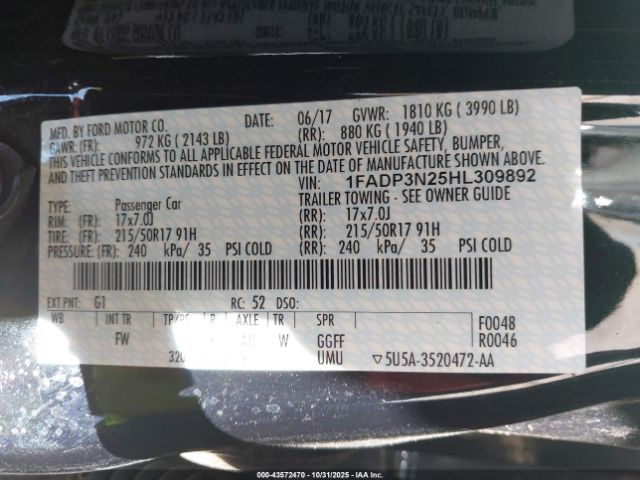 MFD. BY FORD MOTOR CO. DATE: 06/17 GVWR: 1810 KG ( 3990 LB)
GAWR: (FR): 972 KG ( 2143 LB) (RR): 880 KG ( 1940 LB)
THIS VEHICLE CONFORMS TO ALL APPLICABLE FEDERAL MOTOR VEHICLE SAFETY, BUMPER,
AND THEFT PREVENTION STANDARDS IN EFFECT ON THE DATE OF MANUFACTURE SHOWN ABOVE.
VIN: 1FADP3N25HL309892
TYPE: Passenger Car TRAILER TOWING - SEE OWNER GUIDE
RIM: (FR): 17x7.0J (RR): 17x7.0J
TIRE: (FR): 215/50R17 91H (RR): 215/50R17 91H
PRESSURE: (FR): 240 kPa/ 35 PSI COLD (RR): 240 kPa/ 35 PSI COLD
EXT PNT: G1 RC: 52 DSO:
WB INT TR TP/PS R AXLE TR SPR F0048
FW W GGFF R0046
320 UMU 5U5A-3520472-AA
000-43572470 10/31/2025 - ©COPYRIGHT IAA, LLC